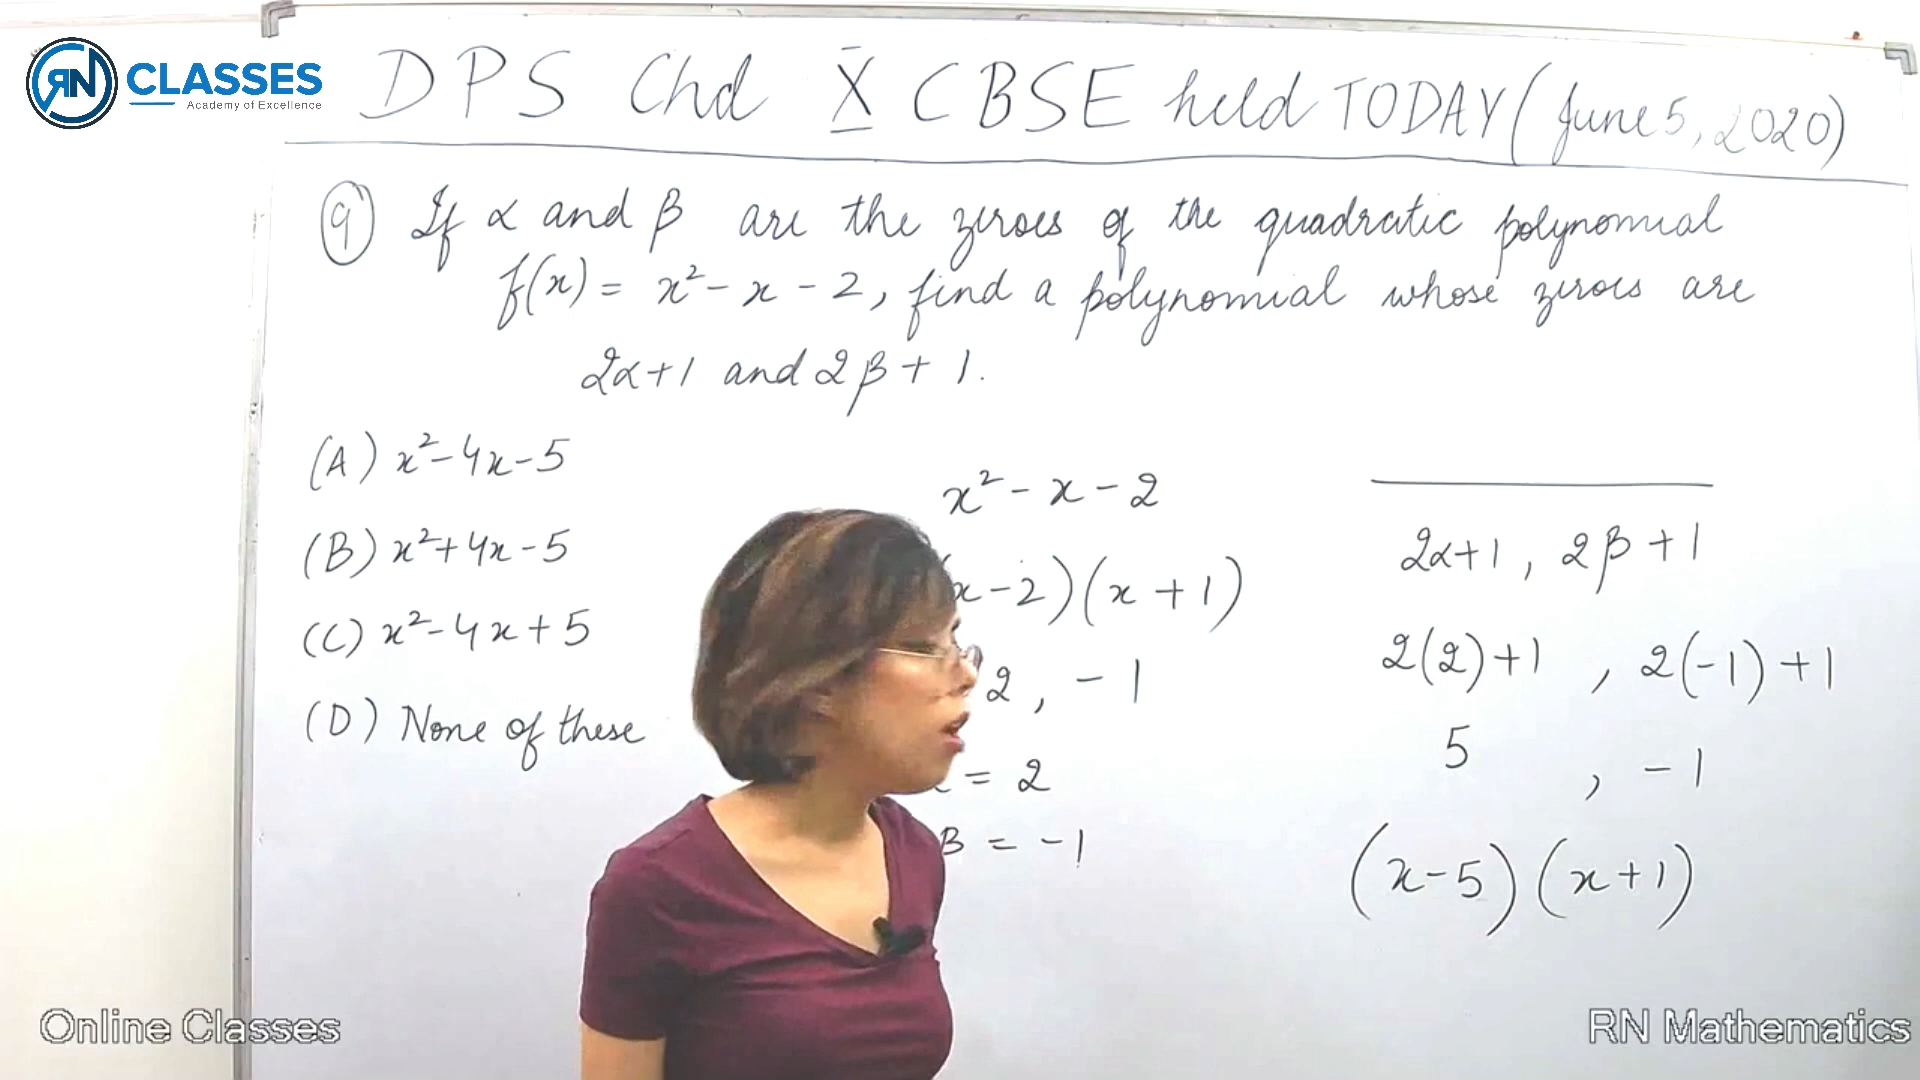 RN CLASSES
Academy of Excellence
DPS Chd X CBSE held TODAY (June 5, 2020)
9 If α and β are the zeroes of the quadratic polynomial
f(x) = x² - x - 2, find a polynomial whose zeroes are
2α+1 and 2β + 1.
(A) x² - 4x - 5
(B) x² + 4x - 5
(C) x² - 4x + 5
(D) None of these
x² - x - 2
x - 2) (x + 1)
2, - 1
= 2
β = - 1
2α+1, 2β + 1
2(2)+1, 2(-1)+1
5, -1
(x-5) (x+1)
Online Classes
RN Mathematics